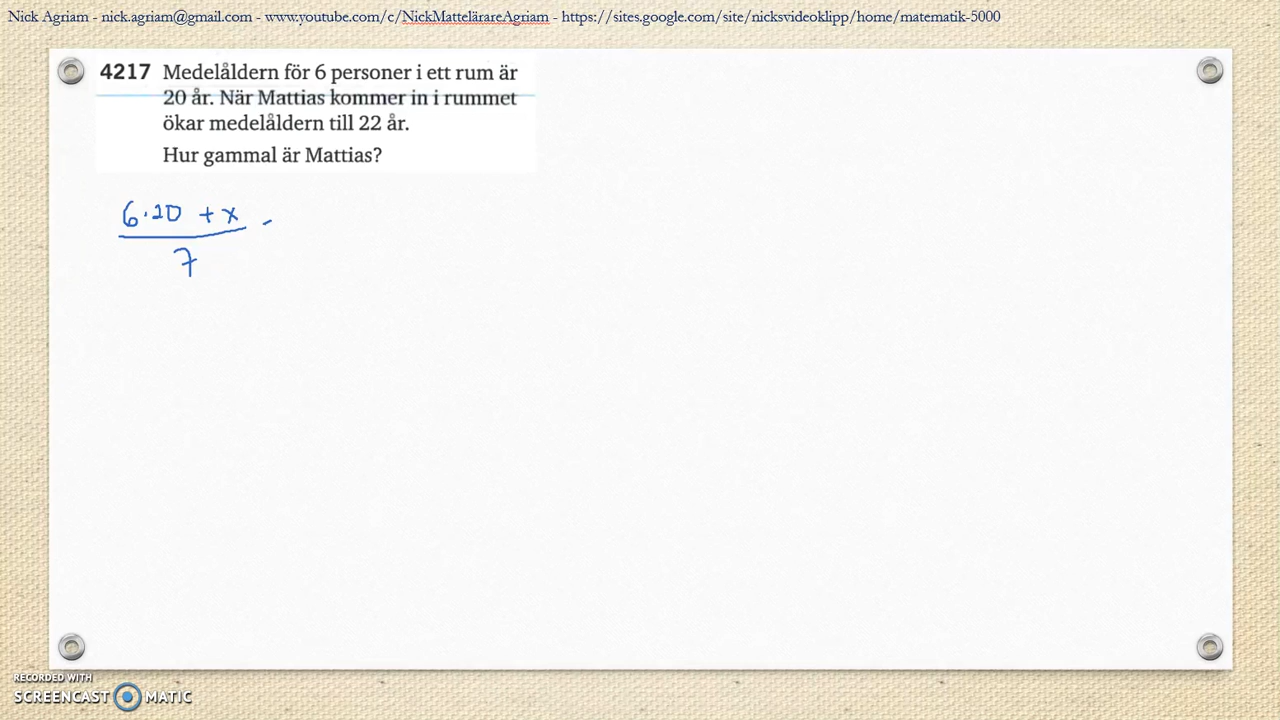 Nick Agriam - nick.agriam@gmail.com - www.youtube.com/c/NickMattelärareAgriam - https://sites.google.com/site/nicksvideoklipp/home/matematik-5000
4217 Medelåldern för 6 personer i ett rum är
20 år. När Mattias kommer in i rummet
ökar medelåldern till 22 år.
Hur gammal är Mattias?
6·20 + x -
7
RECORDED WITH
SCREENCAST MATIC